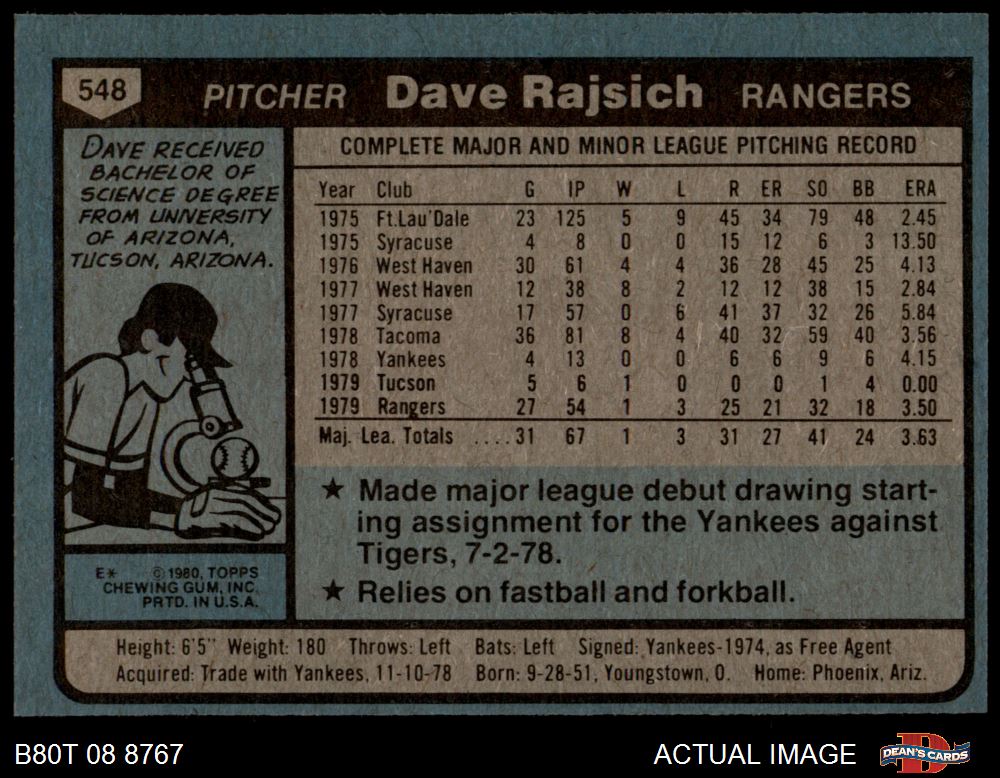 548 PITCHER Dave Rajsich RANGERS
DAVE RECEIVED
BACHELOR OF
SCIENCE DEGREE
FROM UNIVERSITY
OF ARIZONA,
TUCSON, ARIZONA.
COMPLETE MAJOR AND MINOR LEAGUE PITCHING RECORD
Year Club G IP W L R ER SO BB ERA
1975 Ft.Lau'Dale 23 125 5 9 45 34 79 48 2.45
1975 Syracuse 4 8 0 0 15 12 6 3 13.50
1976 West Haven 30 61 4 4 36 28 45 25 4.13
1977 West Haven 12 38 8 2 12 12 38 15 2.84
1977 Syracuse 17 57 0 6 41 37 32 26 5.84
1978 Tacoma 36 81 8 4 40 32 59 40 3.56
1978 Yankees 4 13 0 0 6 6 9 6 4.15
1979 Tucson 5 6 1 0 0 0 1 4 0.00
1979 Rangers 27 54 1 3 25 21 32 18 3.50
Maj. Lea. Totals ....31 67 1 3 31 27 41 24 3.63
★ Made major league debut drawing start-
ing assignment for the Yankees against
Tigers, 7-2-78.
★ Relies on fastball and forkball.
E* © 1980, TOPPS
CHEWING GUM, INC.
PRTD. IN U.S.A.
Height: 6'5" Weight: 180 Throws: Left Bats: Left Signed: Yankees-1974, as Free Agent
Acquired: Trade with Yankees, 11-10-78 Born: 9-28-51, Youngstown, O. Home: Phoenix, Ariz.
B80T 08 8767 ACTUAL IMAGE DEAN'S CARDS